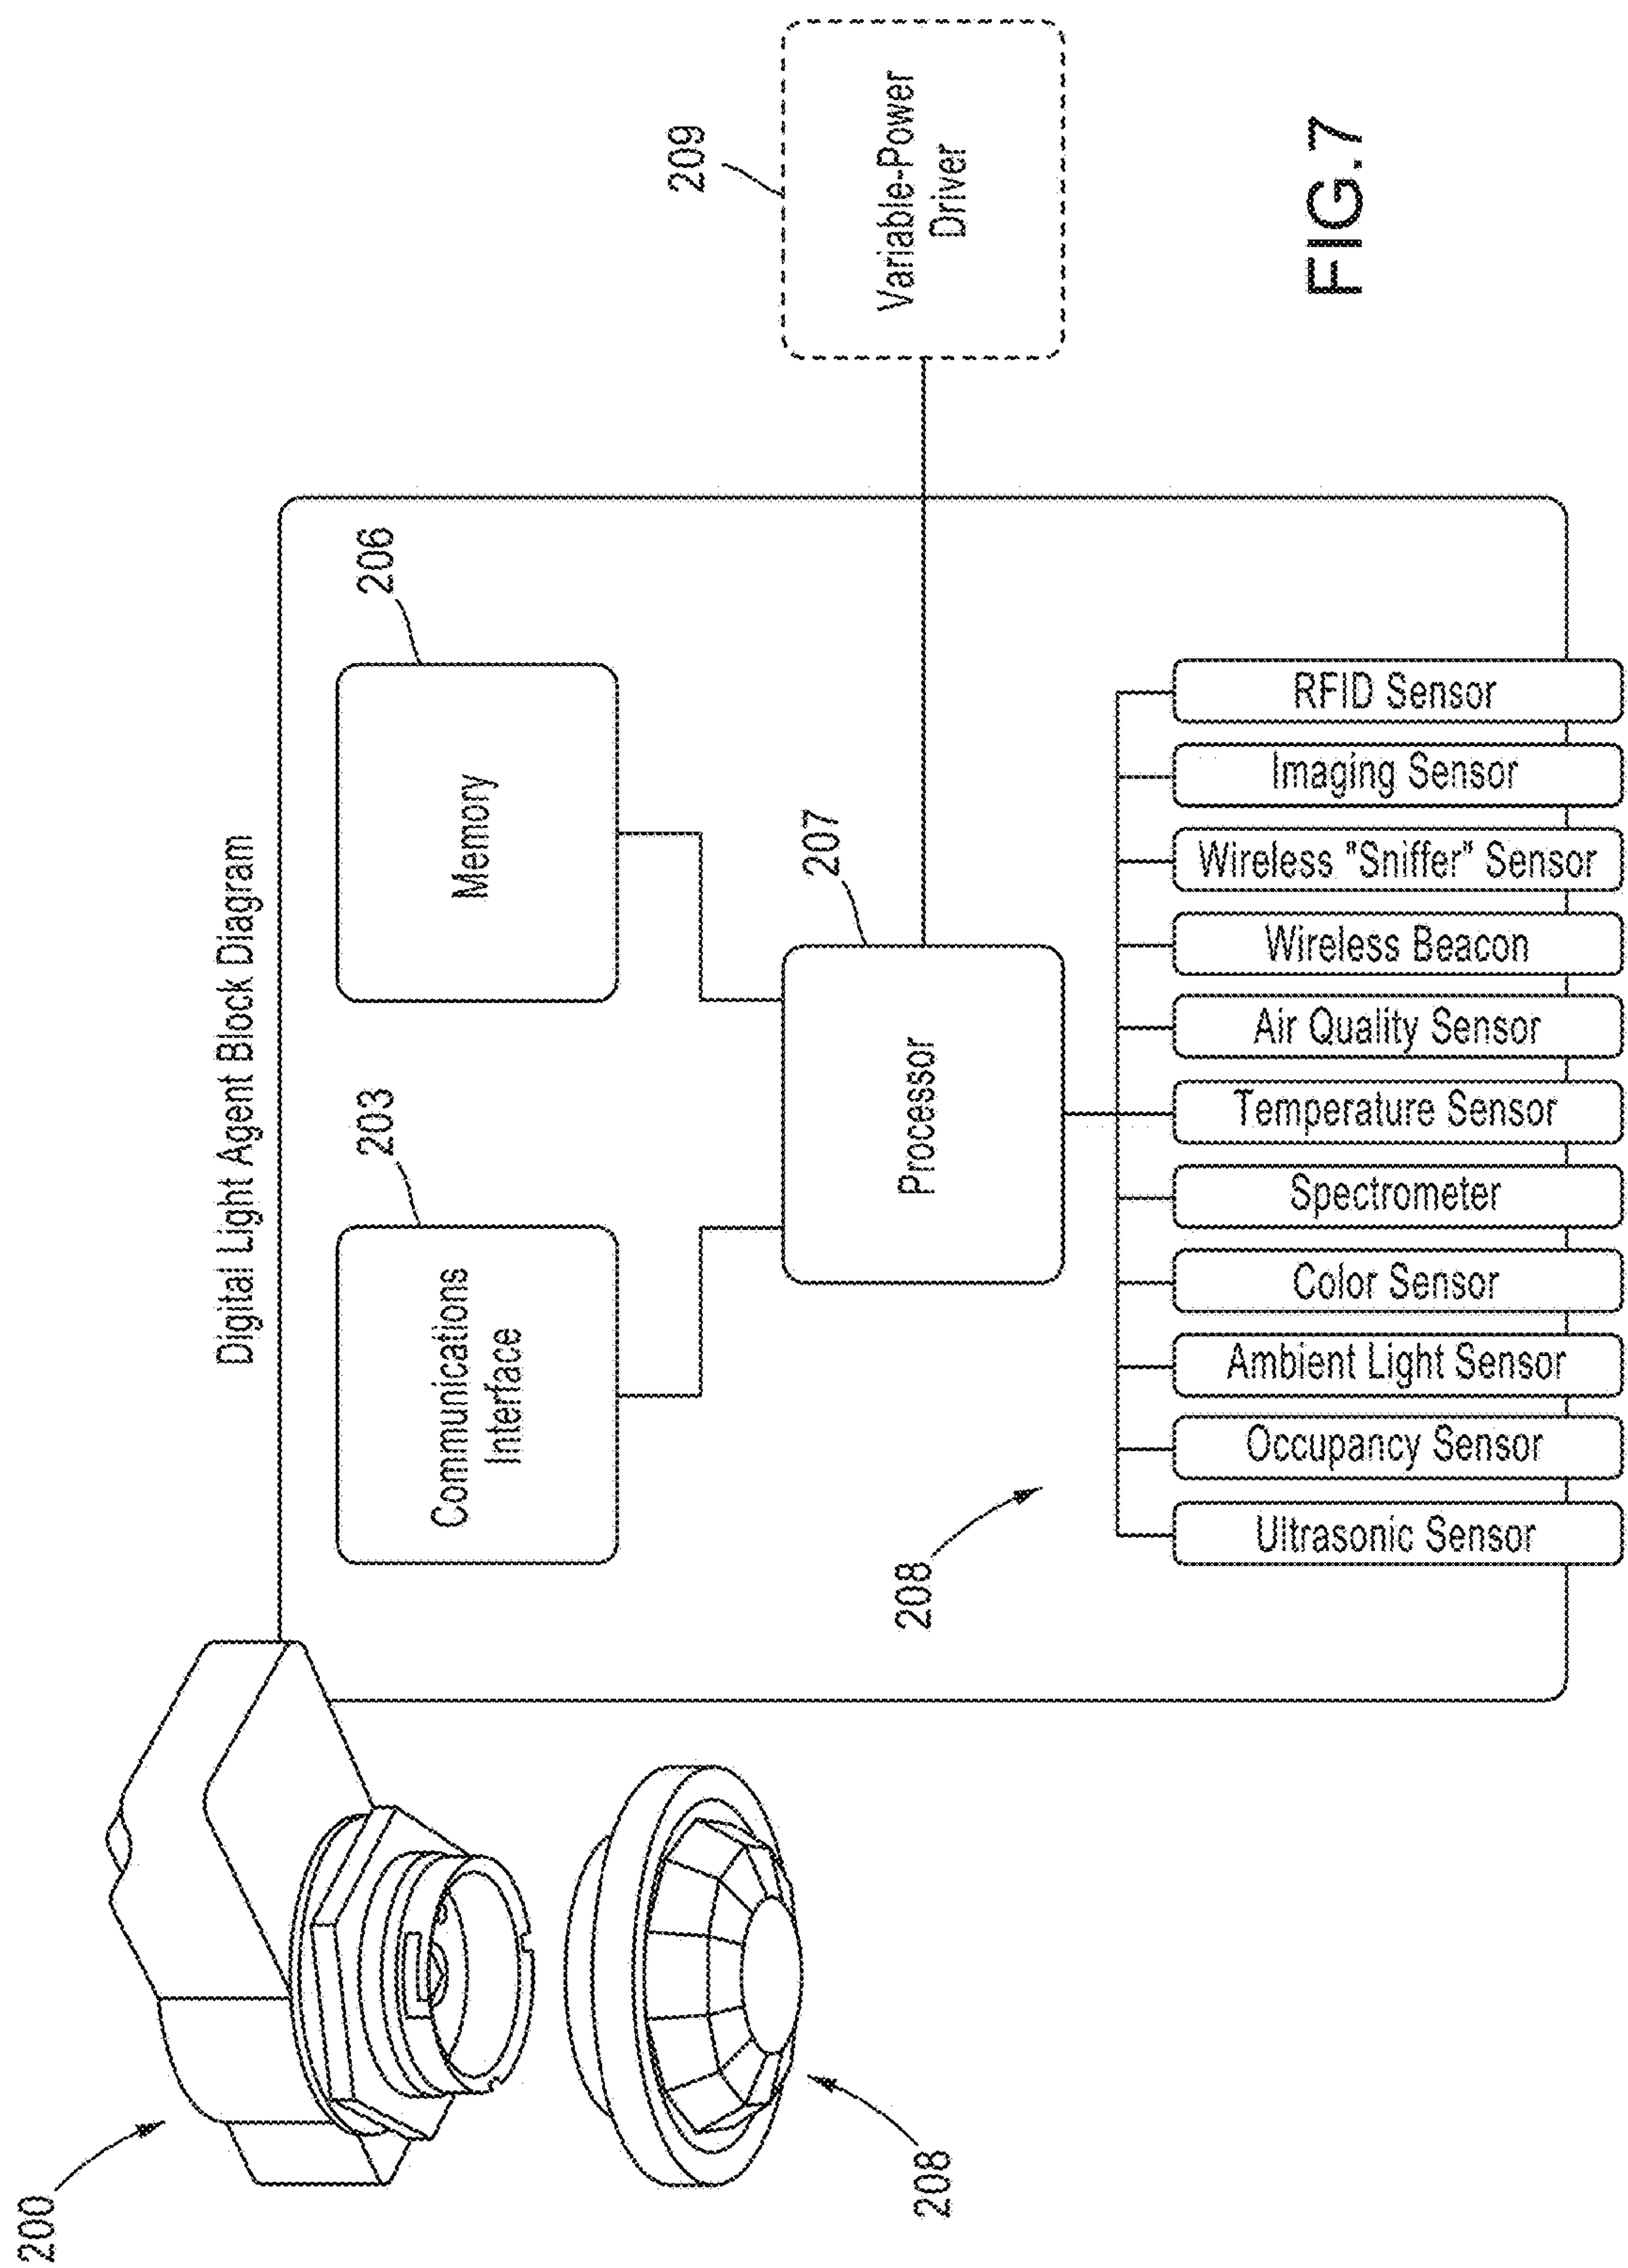 200
208
Digital Light Agent Block Diagram
203
Communications
Interface
206
Memory
207
Processor
209
Variable-Power
Driver
208
Ultrasonic Sensor
Occupancy Sensor
Ambient Light Sensor
Color Sensor
Spectrometer
Temperature Sensor
Air Quality Sensor
Wireless Beacon
Wireless "Sniffer" Sensor
Imaging Sensor
RFID Sensor
FIG.7